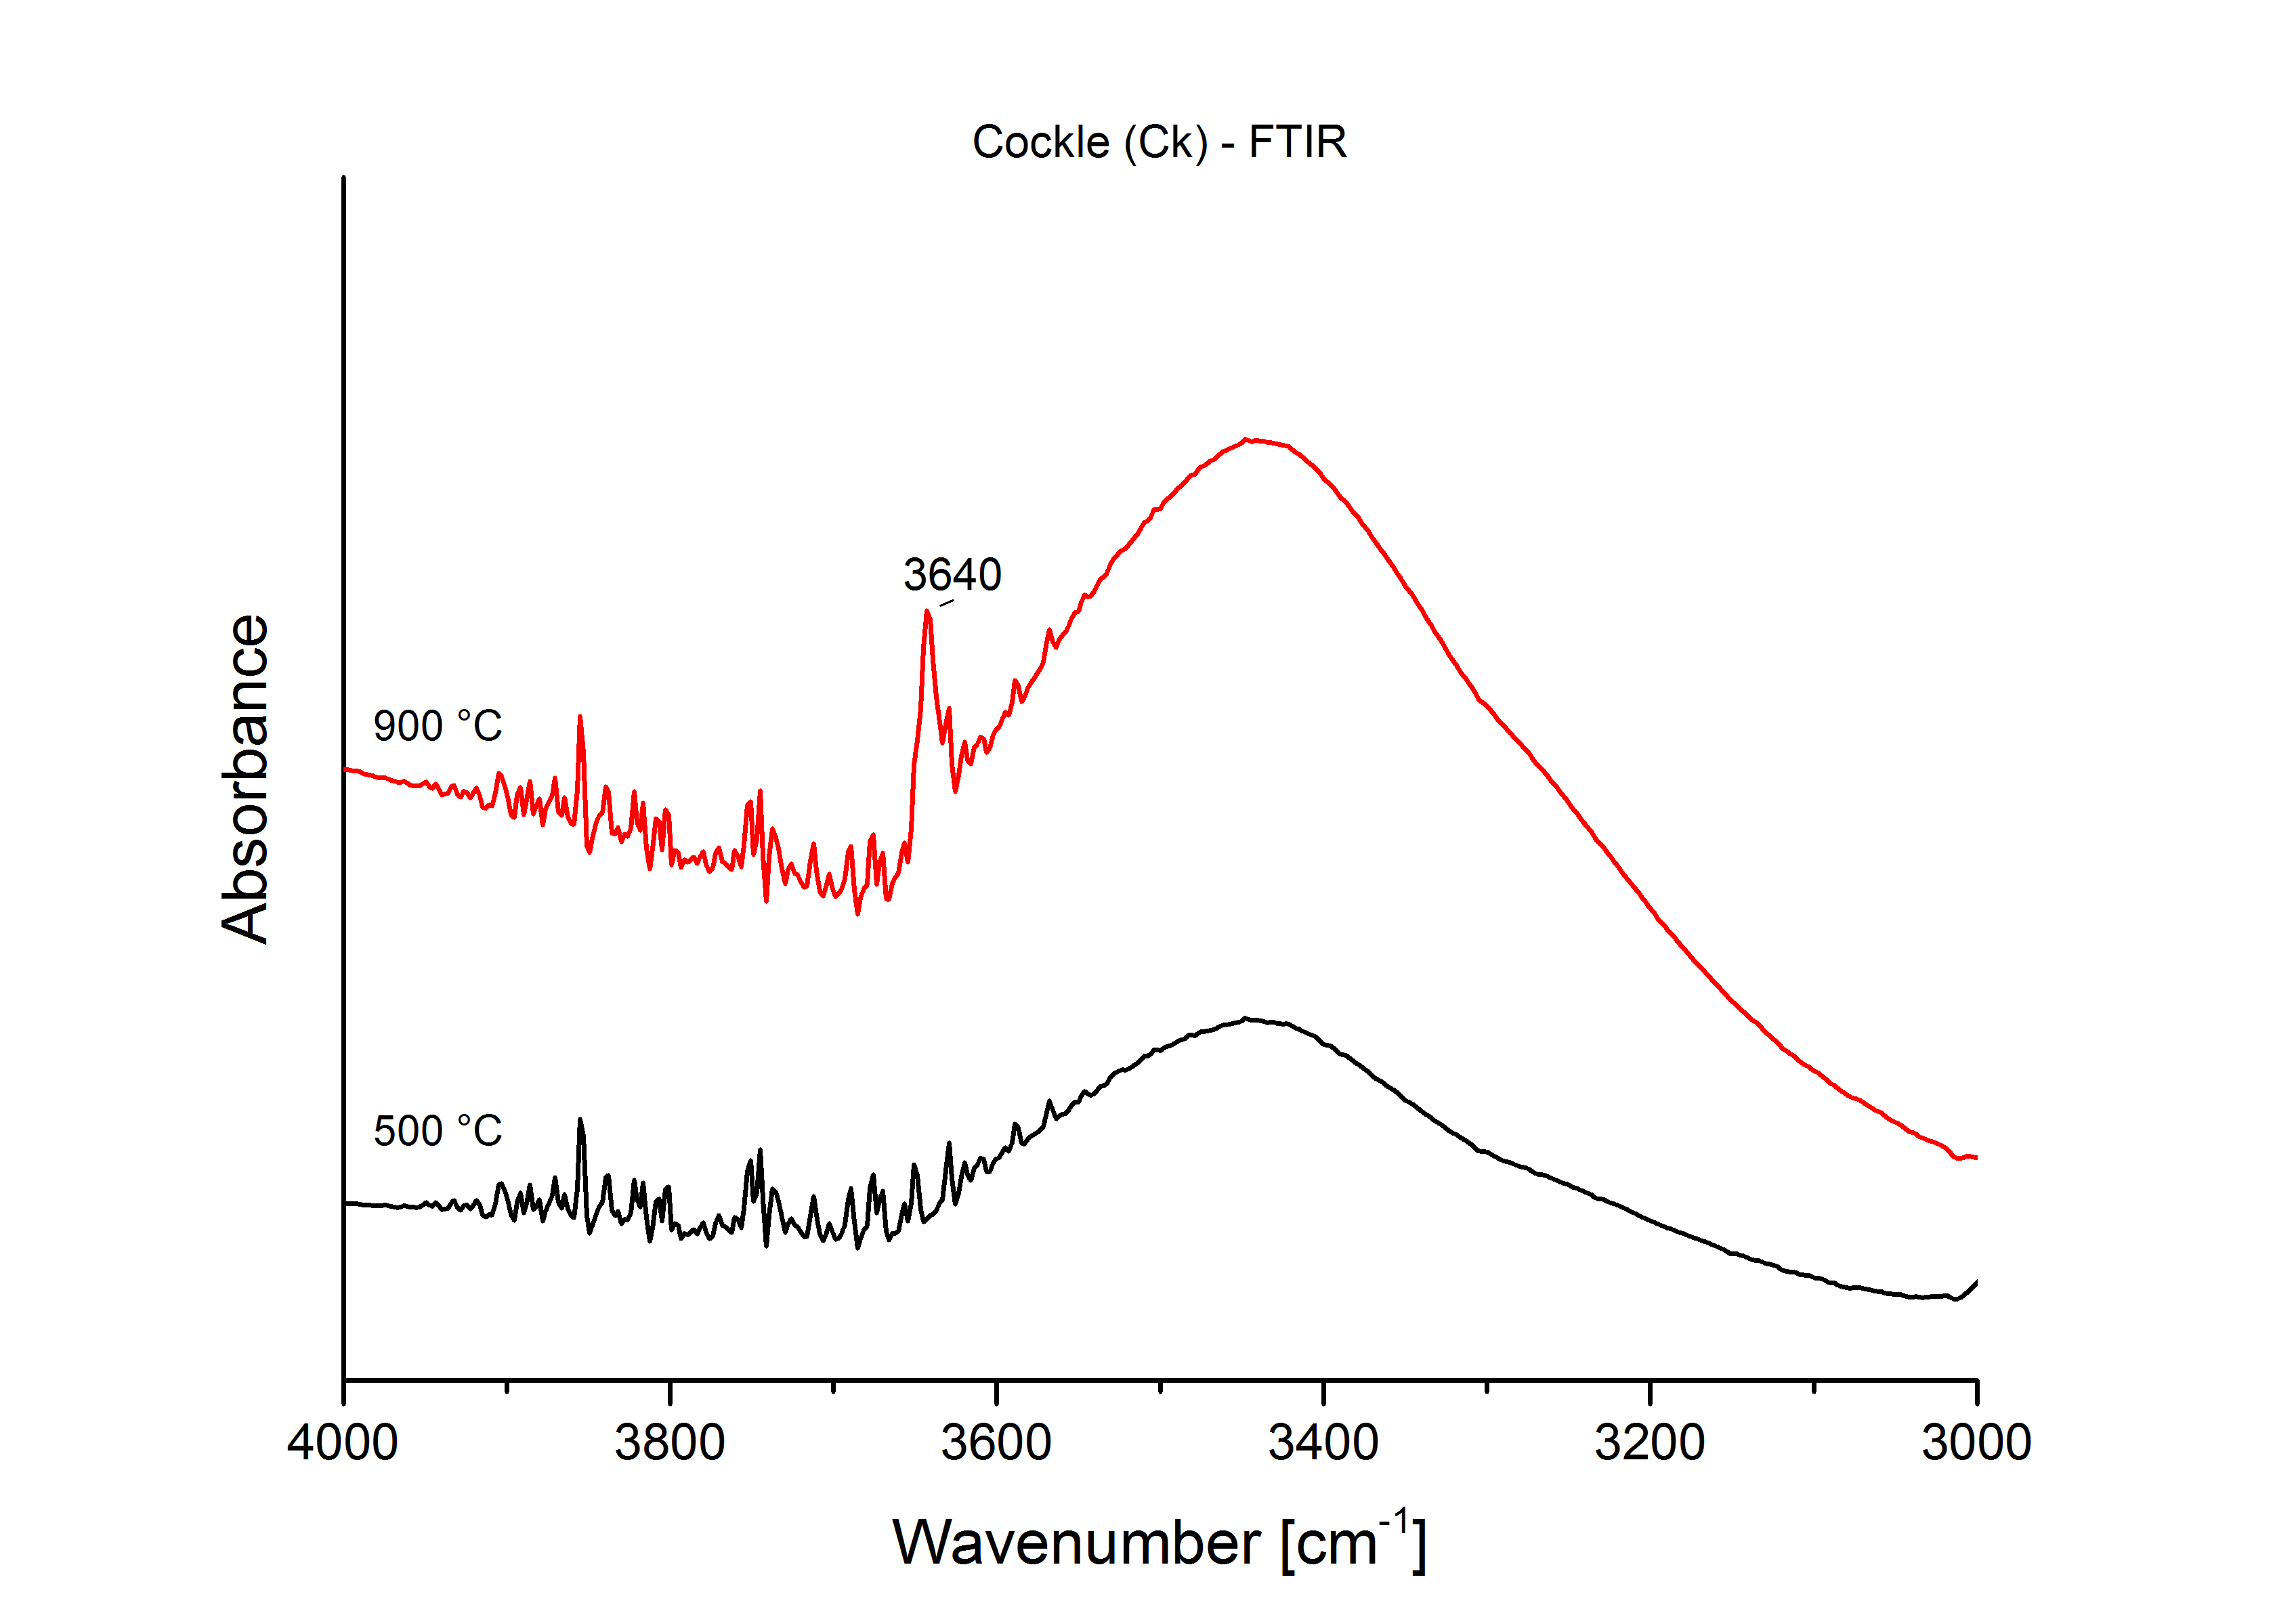 Cockle (Ck) - FTIR
3640
900 °C
Absorbance
500 °C
4000 3800 3600 3400 3200 3000
Wavenumber [cm⁻¹]